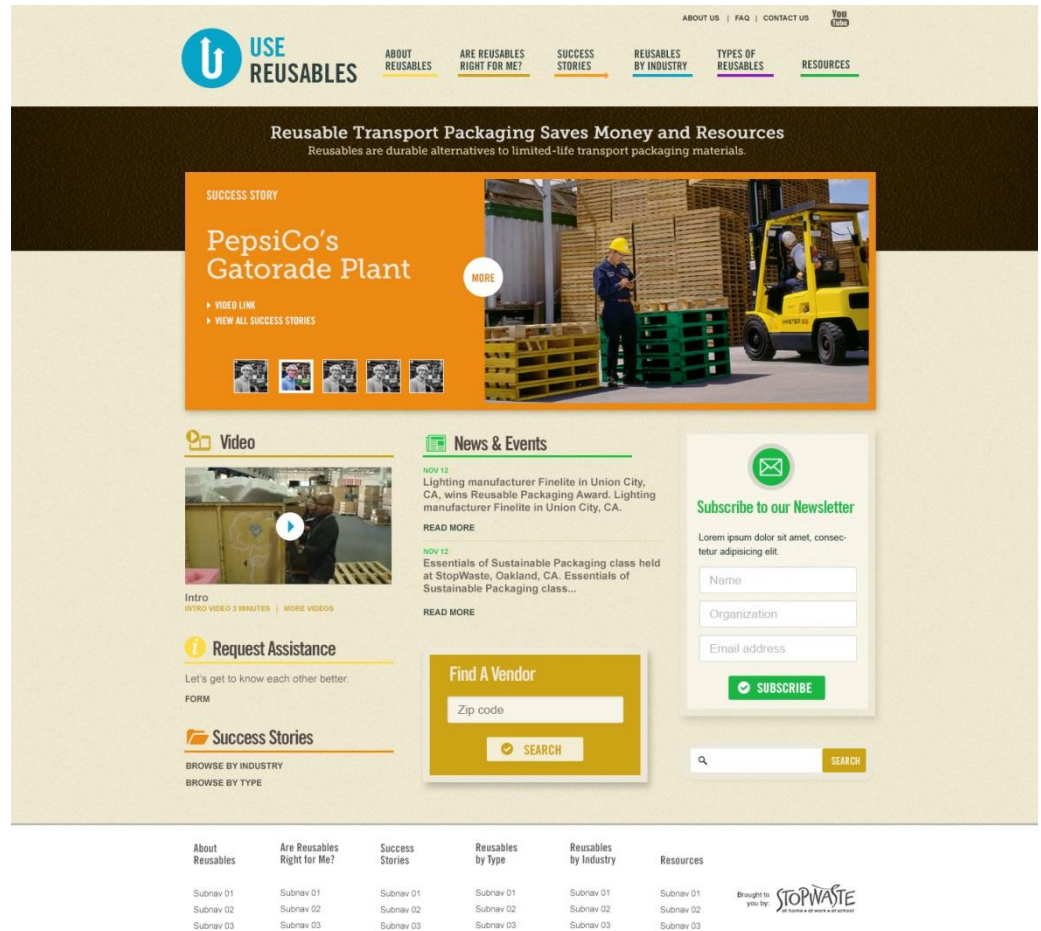 ABOUT US | FAQ | CONTACT US
You
Tube
USE
REUSABLES
ABOUT
REUSABLES
ARE REUSABLES
RIGHT FOR ME?
SUCCESS
STORIES
REUSABLES
BY INDUSTRY
TYPES OF
REUSABLES
RESOURCES
Reusable Transport Packaging Saves Money and Resources
Reusables are durable alternatives to limited-life transport packaging materials.
SUCCESS STORY
PepsiCo's
Gatorade Plant
MORE
VIDEO LINK
VIEW ALL SUCCESS STORIES
HYSTER
Video
Intro
INTRO VIDEO 3 MINUTES | MORE VIDEOS
Request Assistance
Let's get to know each other better.
FORM
Success Stories
BROWSE BY INDUSTRY
BROWSE BY TYPE
News & Events
NOV 12
Lighting manufacturer Finelite in Union City,
CA, wins Reusable Packaging Award. Lighting
manufacturer Finelite in Union City, CA.
READ MORE
NOV 12
Essentials of Sustainable Packaging class held
at StopWaste, Oakland, CA. Essentials of
Sustainable Packaging class...
READ MORE
Find A Vendor
Zip code
SEARCH
Subscribe to our Newsletter
Lorem ipsum dolor sit amet, consec-
tetur adipisicing elit.
Name
Organization
Email address
SUBSCRIBE
SEARCH
About
Reusables
Subnav 01
Subnav 02
Subnav 03
Are Reusables
Right for Me?
Subnav 01
Subnav 02
Subnav 03
Success
Stories
Subnav 01
Subnav 02
Subnav 03
Reusables
by Type
Subnav 01
Subnav 02
Subnav 03
Reusables
by Industry
Subnav 01
Subnav 02
Subnav 03
Resources
Subnav 01
Subnav 02
Subnav 03
Brought to
you by:
STOPWASTE
at home • at work • at school